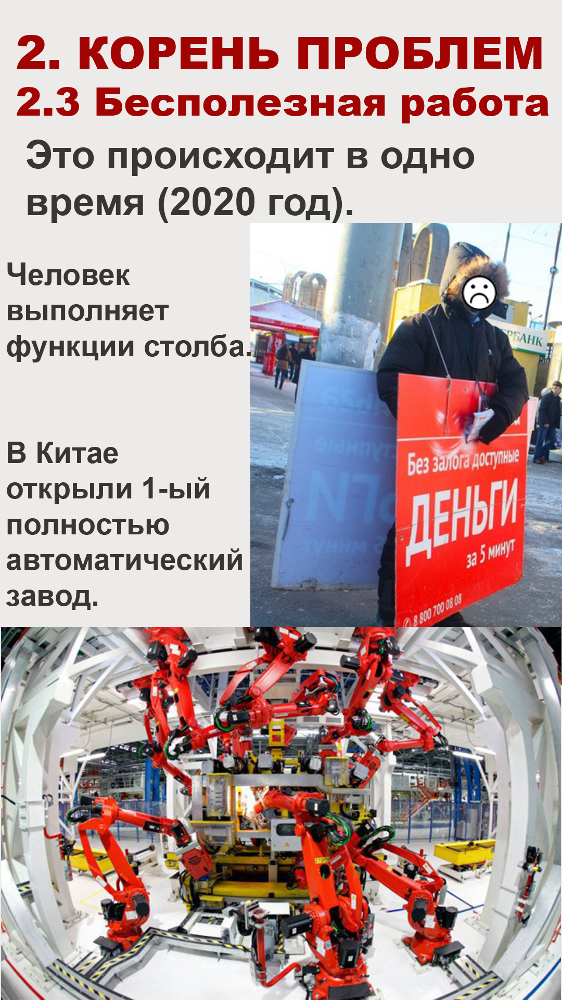 2. КОРЕНЬ ПРОБЛЕМ
2.3 Бесполезная работа
Это происходит в одно
время (2020 год).
Человек
выполняет
функции столба.
В Китае
открыли 1-ый
полностью
автоматический
завод.
РБАНК
Без залога доступные
ДЕНЬГИ
за 5 минут
8 800 700 08 08